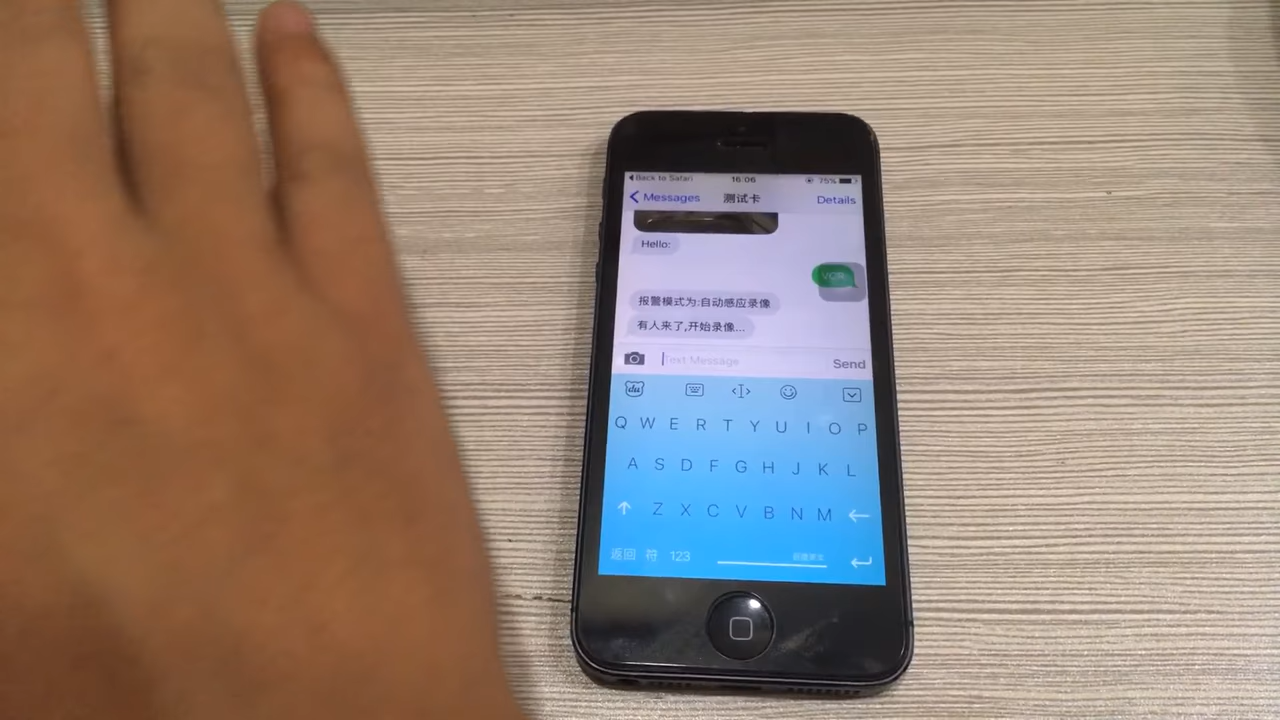 Back to Safari 16:06 75%
Messages 测试卡 Details
Hello:
VCR
报警模式为:自动感应录像
有人来了,开始录像...
Text Message Send
du
Q W E R T Y U I O P
A S D F G H J K L
Z X C V B N M
返回 符 123